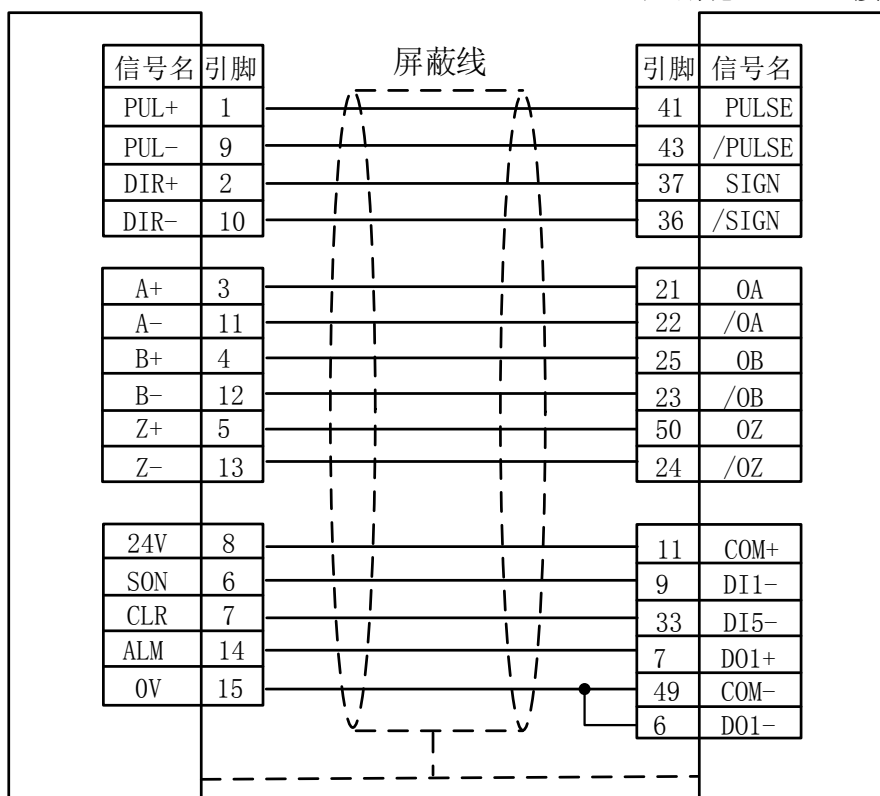 屏蔽线
信号名 引脚 引脚 信号名
PUL+ 1 41 PULSE
PUL- 9 43 /PULSE
DIR+ 2 37 SIGN
DIR- 10 36 /SIGN
A+ 3 21 OA
A- 11 22 /OA
B+ 4 25 OB
B- 12 23 /OB
Z+ 5 50 OZ
Z- 13 24 /OZ
24V 8 11 COM+
SON 6 9 DI1-
CLR 7 33 DI5-
ALM 14 7 DO1+
0V 15 49 COM-
6 DO1-